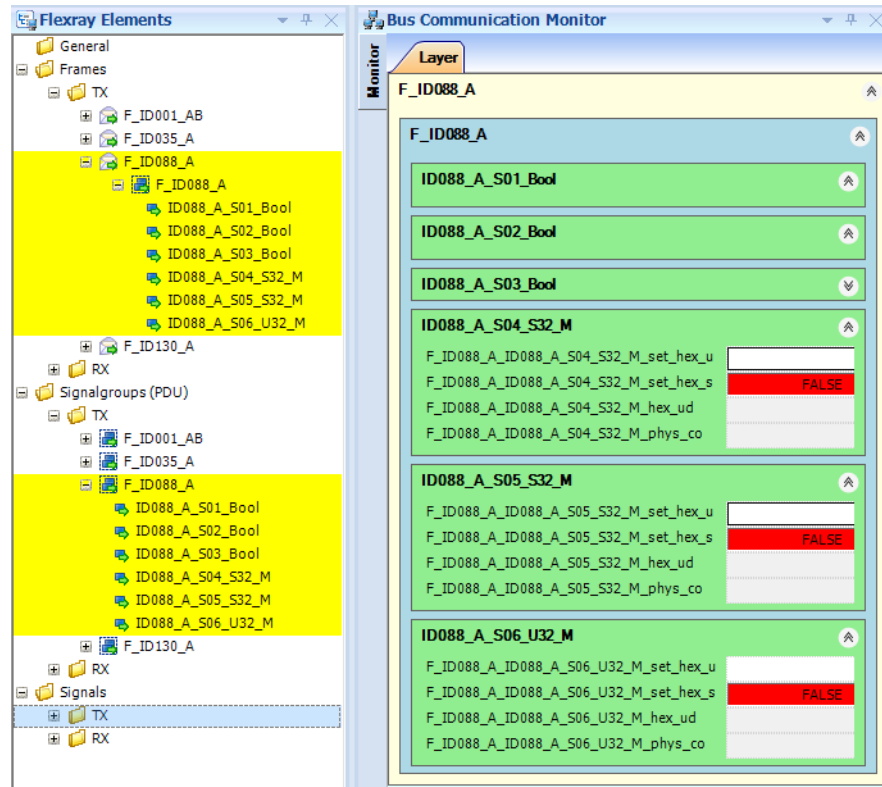 Flexray Elements
General
Frames
TX
F_ID001_AB
F_ID035_A
F_ID088_A
F_ID088_A
ID088_A_S01_Bool
ID088_A_S02_Bool
ID088_A_S03_Bool
ID088_A_S04_S32_M
ID088_A_S05_S32_M
ID088_A_S06_U32_M
F_ID130_A
RX
Signalgroups (PDU)
TX
F_ID001_AB
F_ID035_A
F_ID088_A
ID088_A_S01_Bool
ID088_A_S02_Bool
ID088_A_S03_Bool
ID088_A_S04_S32_M
ID088_A_S05_S32_M
ID088_A_S06_U32_M
F_ID130_A
RX
Signals
TX
RX
Bus Communication Monitor
Monitor
Layer
F_ID088_A
F_ID088_A
ID088_A_S01_Bool
ID088_A_S02_Bool
ID088_A_S03_Bool
ID088_A_S04_S32_M
F_ID088_A_ID088_A_S04_S32_M_set_hex_u
F_ID088_A_ID088_A_S04_S32_M_set_hex_s FALSE
F_ID088_A_ID088_A_S04_S32_M_hex_ud
F_ID088_A_ID088_A_S04_S32_M_phys_co
ID088_A_S05_S32_M
F_ID088_A_ID088_A_S05_S32_M_set_hex_u
F_ID088_A_ID088_A_S05_S32_M_set_hex_s FALSE
F_ID088_A_ID088_A_S05_S32_M_hex_ud
F_ID088_A_ID088_A_S05_S32_M_phys_co
ID088_A_S06_U32_M
F_ID088_A_ID088_A_S06_U32_M_set_hex_u
F_ID088_A_ID088_A_S06_U32_M_set_hex_s FALSE
F_ID088_A_ID088_A_S06_U32_M_hex_ud
F_ID088_A_ID088_A_S06_U32_M_phys_co